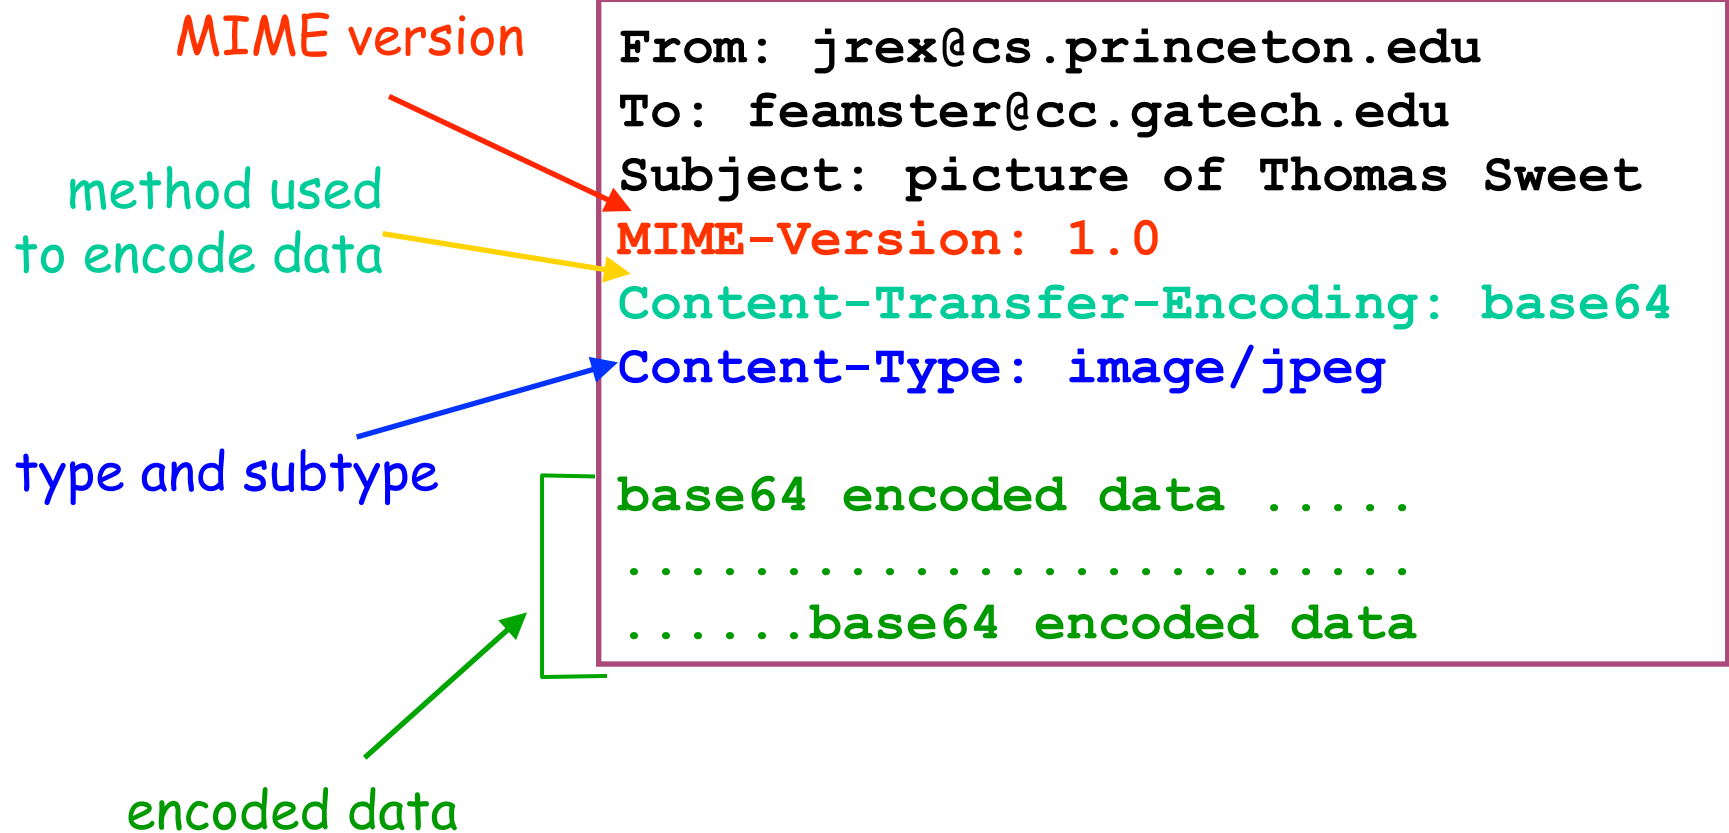 MIME version
method used
to encode data
type and subtype
encoded data
From: jrex@cs.princeton.edu
To: feamster@cc.gatech.edu
Subject: picture of Thomas Sweet
MIME-Version: 1.0
Content-Transfer-Encoding: base64
Content-Type: image/jpeg
base64 encoded data .....
.........................
......base64 encoded data